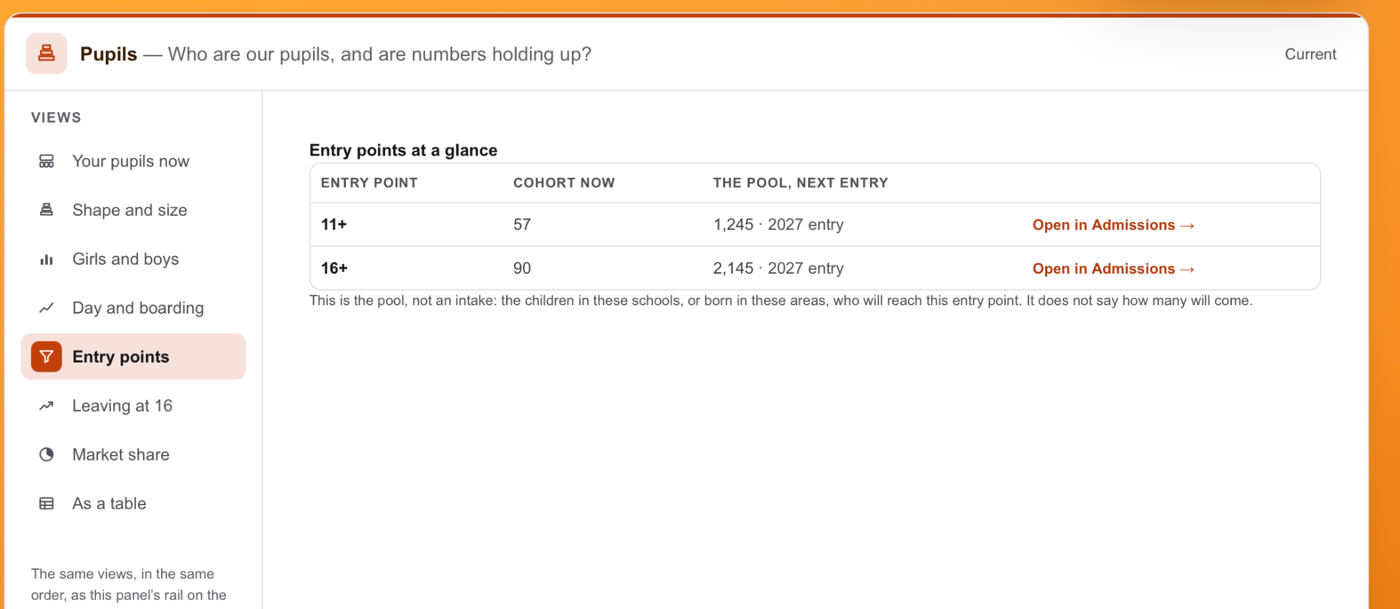 Pupils — Who are our pupils, and are numbers holding up?
Current
VIEWS
Your pupils now
Shape and size
Girls and boys
Day and boarding
Entry points
Leaving at 16
Market share
As a table
The same views, in the same
order, as this panel's rail on the
Entry points at a glance
ENTRY POINT COHORT NOW THE POOL, NEXT ENTRY
11+ 57 1,245 · 2027 entry Open in Admissions →
16+ 90 2,145 · 2027 entry Open in Admissions →
This is the pool, not an intake: the children in these schools, or born in these areas, who will reach this entry point. It does not say how many will come.